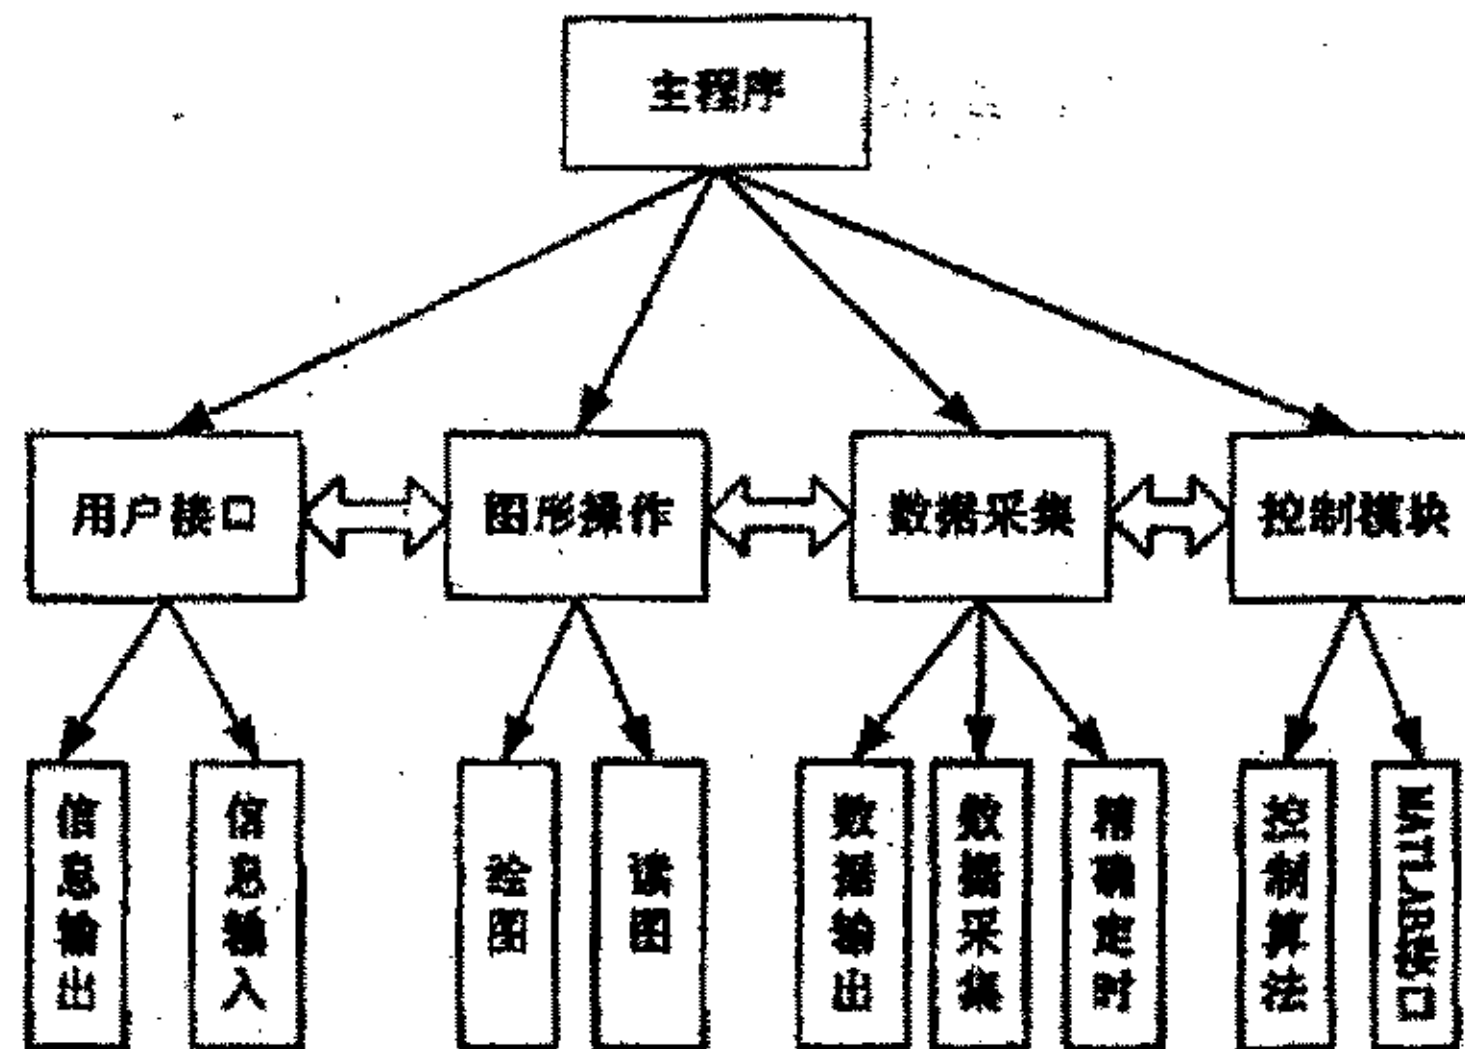 主程序
用户接口
图形操作
数据采集
控制模块
信息输出
信息输入
绘图
读图
数据输出
数据采集
精确定时
控制算法
MATLAB接口